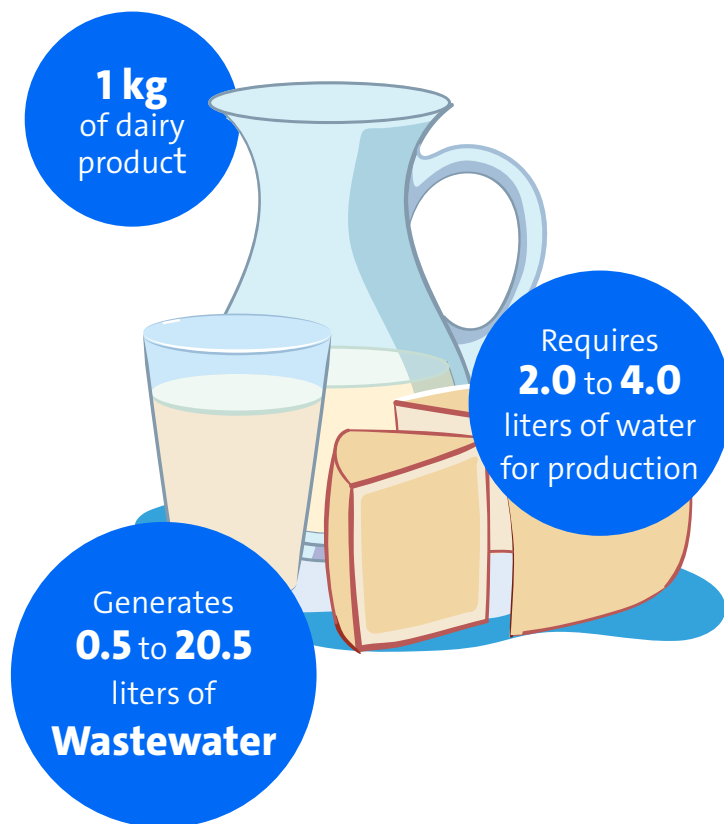 1 kg
of dairy
product
Requires
2.0 to 4.0
liters of water
for production
Generates
0.5 to 20.5
liters of
Wastewater